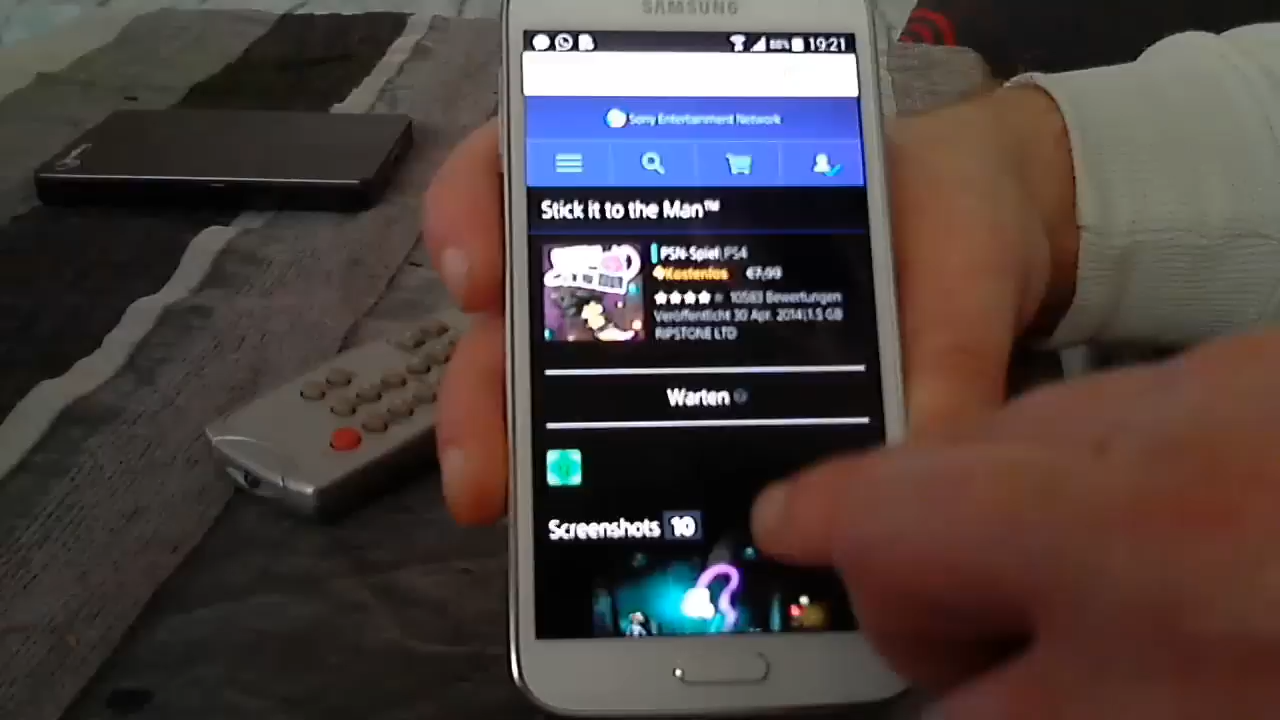 SAMSUNG
19:21
Sony Entertainment Network
Stick it to the Man™
PSN-Spiel PS4
Kostenlos €7,99
10583 Bewertungen
Veröffentlicht 30 Apr. 2014|1.5 GB
RIPSTONE LTD
Warten
Screenshots 10